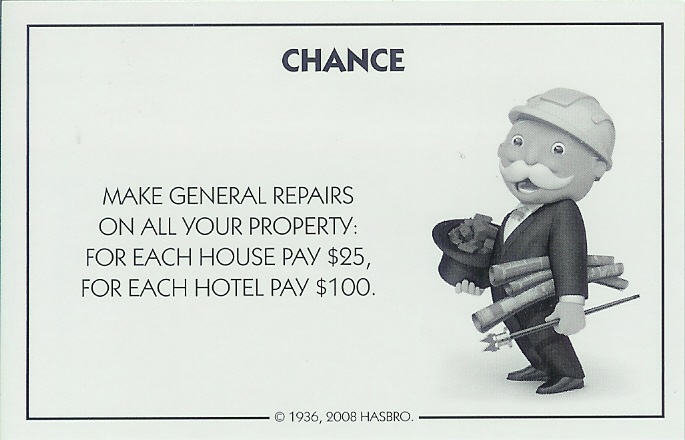 CHANCE
MAKE GENERAL REPAIRS
ON ALL YOUR PROPERTY:
FOR EACH HOUSE PAY $25,
FOR EACH HOTEL PAY $100.
© 1936, 2008 HASBRO.